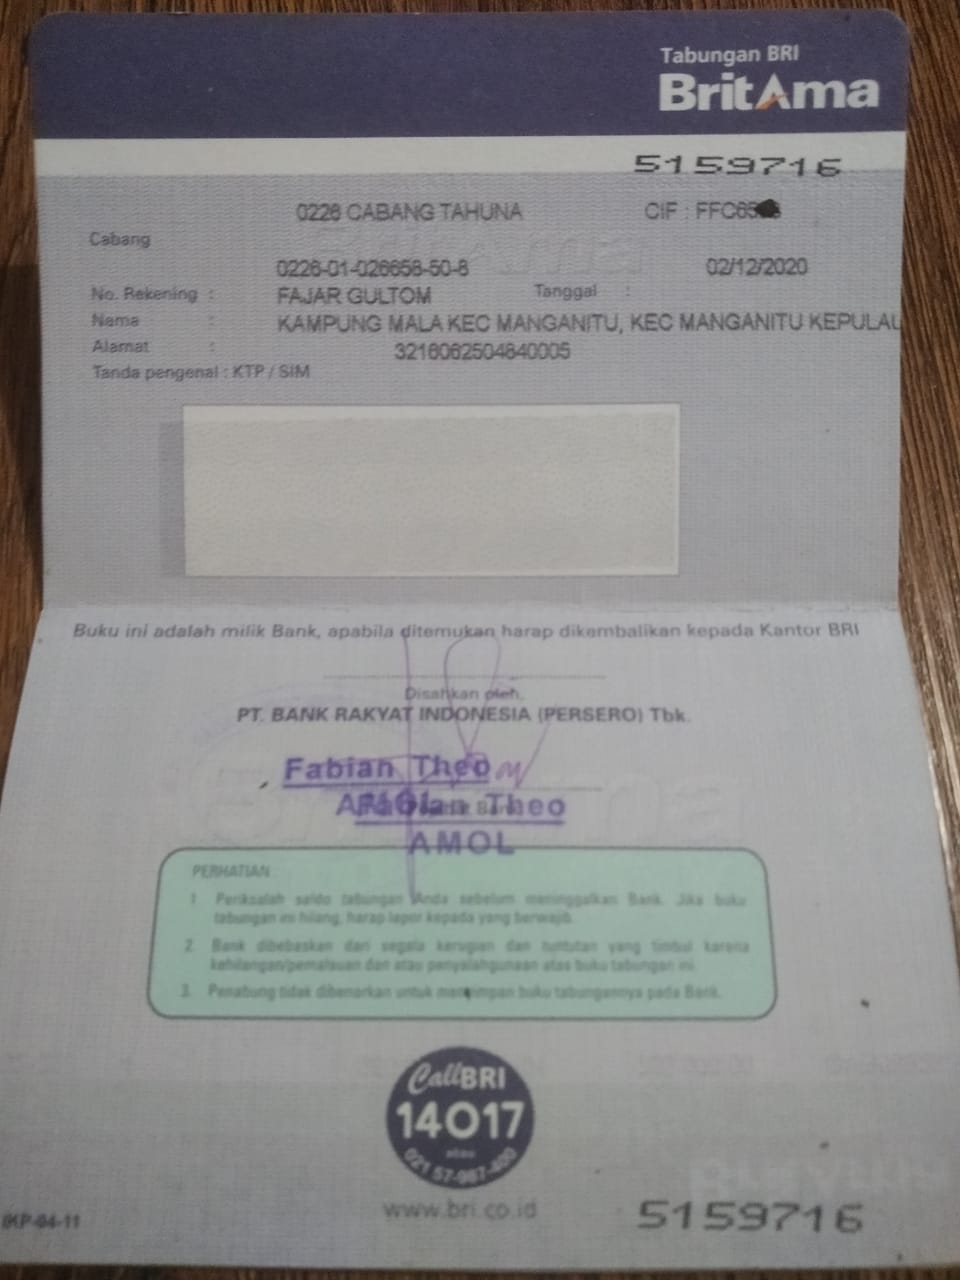 Tabungan BRI
BritAma
5159716
0226 CABANG TAHUNA
CIF : FFC65
Cabang
0226-01-026658-50-8
02/12/2020
No. Rekening :
FAJAR GULTOM
Tanggal :
Nama :
KAMPUNG MALA KEC MANGANITU, KEC MANGANITU KEPULAU
Alamat :
3216062504840005
Tanda pengenal : KTP / SIM
Buku ini adalah milik Bank, apabila ditemukan harap dikembalikan kepada Kantor BRI
Disahkan oleh,
PT. BANK RAKYAT INDONESIA (PERSERO) Tbk.
Fabian Theo
Fabian Theo
AMOL
PERHATIAN :
1 Periksalah saldo tabungan Anda sebelum meninggalkan Bank. Jika buku
tabungan ini hilang, harap lapor kepada yang berwajib.
2. Bank dibebaskan dari segala kerugian dan tuntutan yang timbul karena
kehilangan/pemalsuan dan atau penyalahgunaan atas buku tabungan ini.
3. Penabung tidak dibenarkan untuk menyimpan buku tabungannya pada Bank.
CallBRI
14017
atau
021 57-987-400
www.bri.co.id
IKP-04-11
5159716